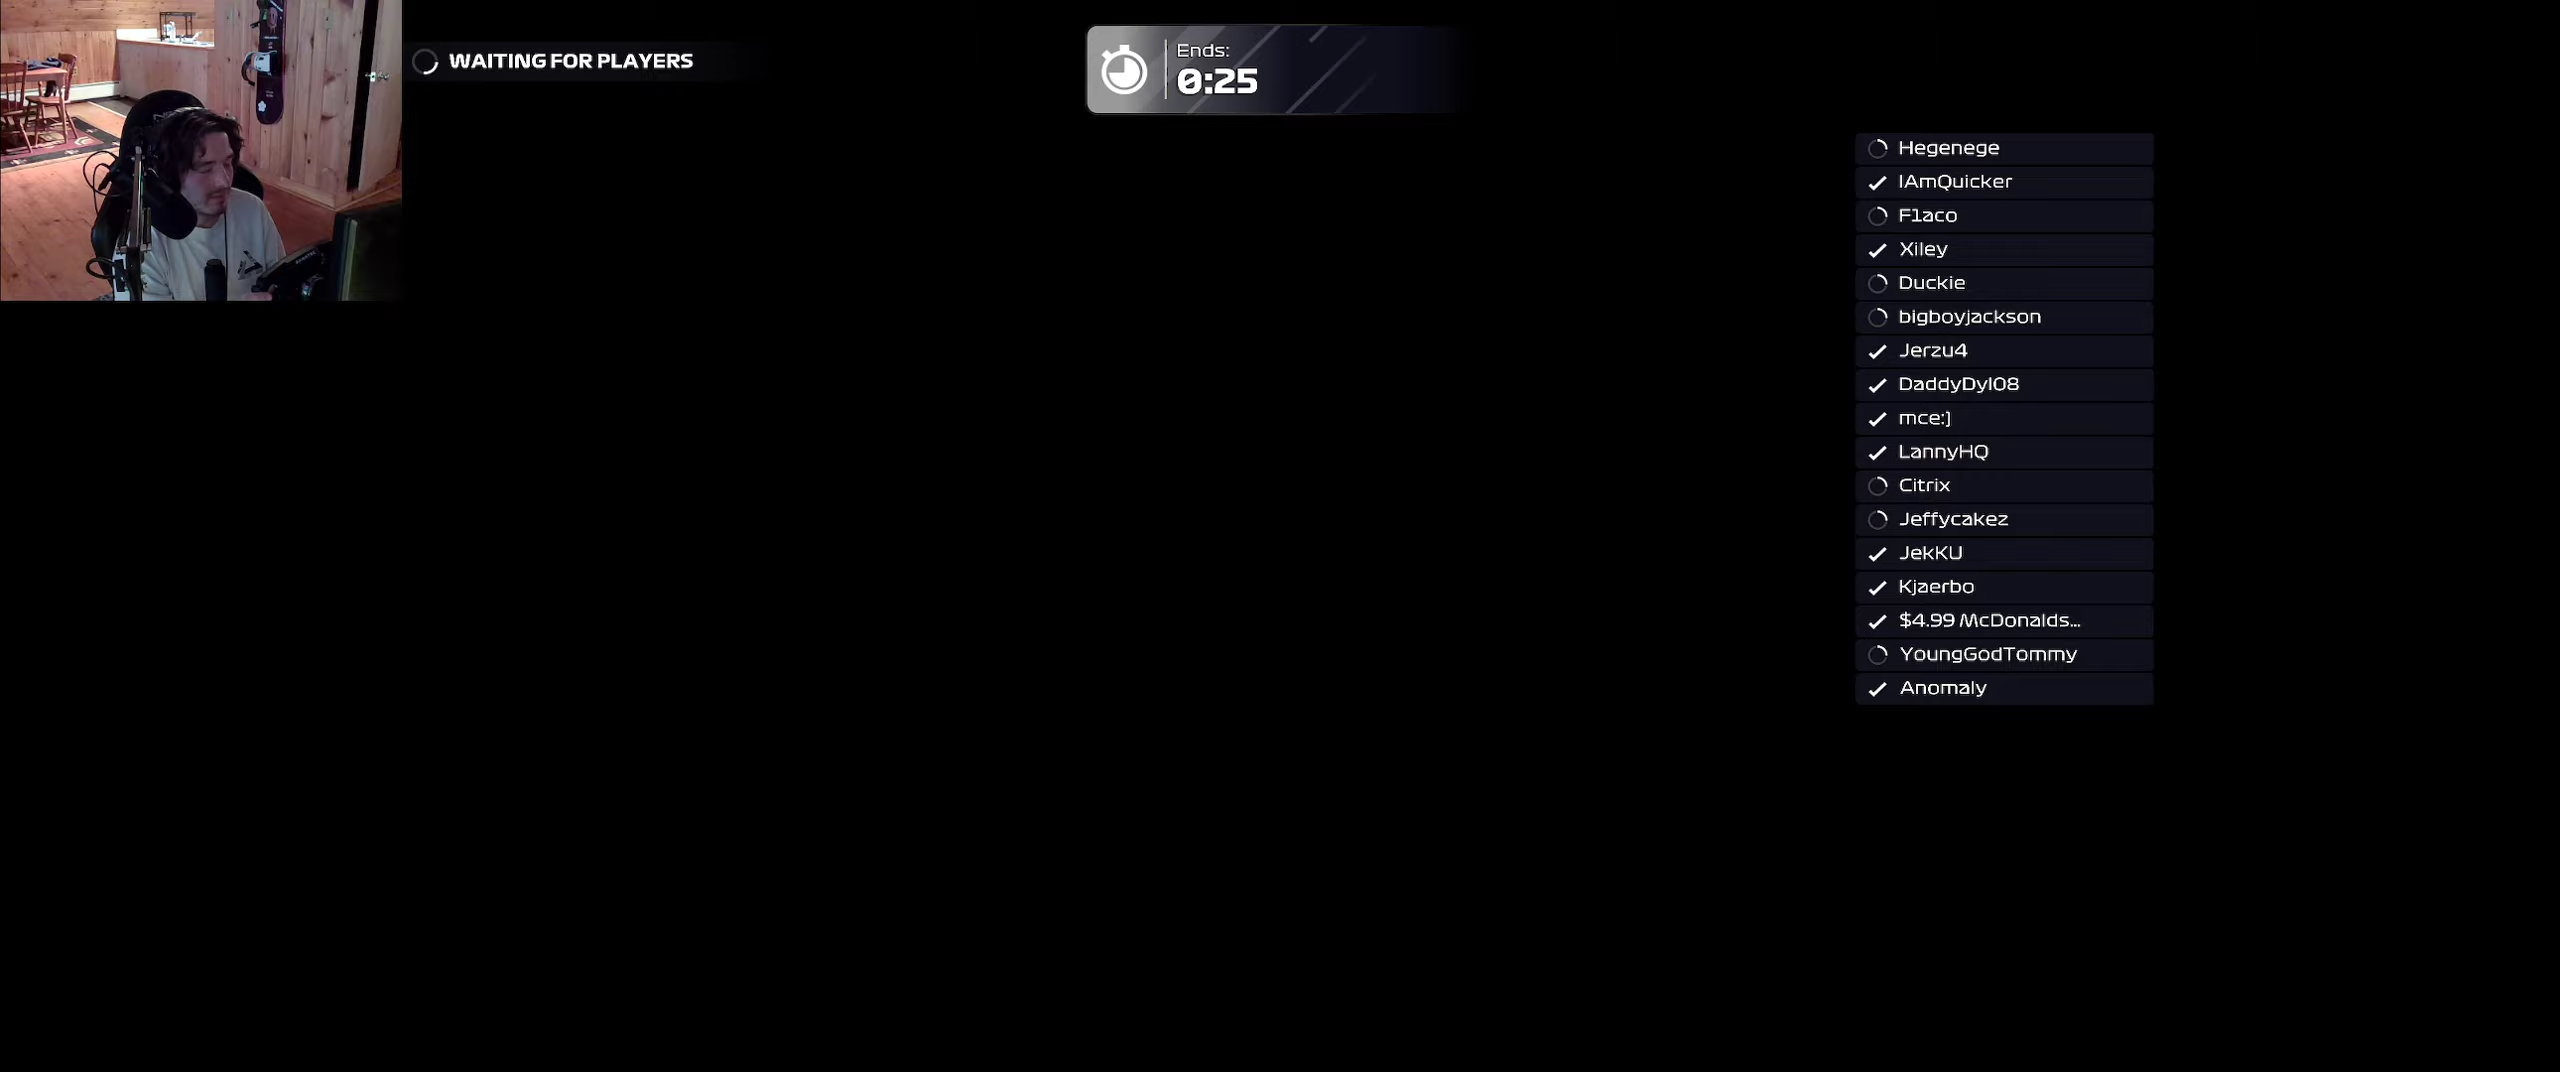 WAITING FOR PLAYERS
Ends:
0:25
Hegenege
IAmQuicker
F1aco
Xiley
Duckie
bigboyjackson
Jerzu4
DaddyDyl08
mce:]
LannyHQ
Citrix
Jeffycakez
JekKU
Kjaerbo
$4.99 McDonalds...
YoungGodTommy
Anomaly